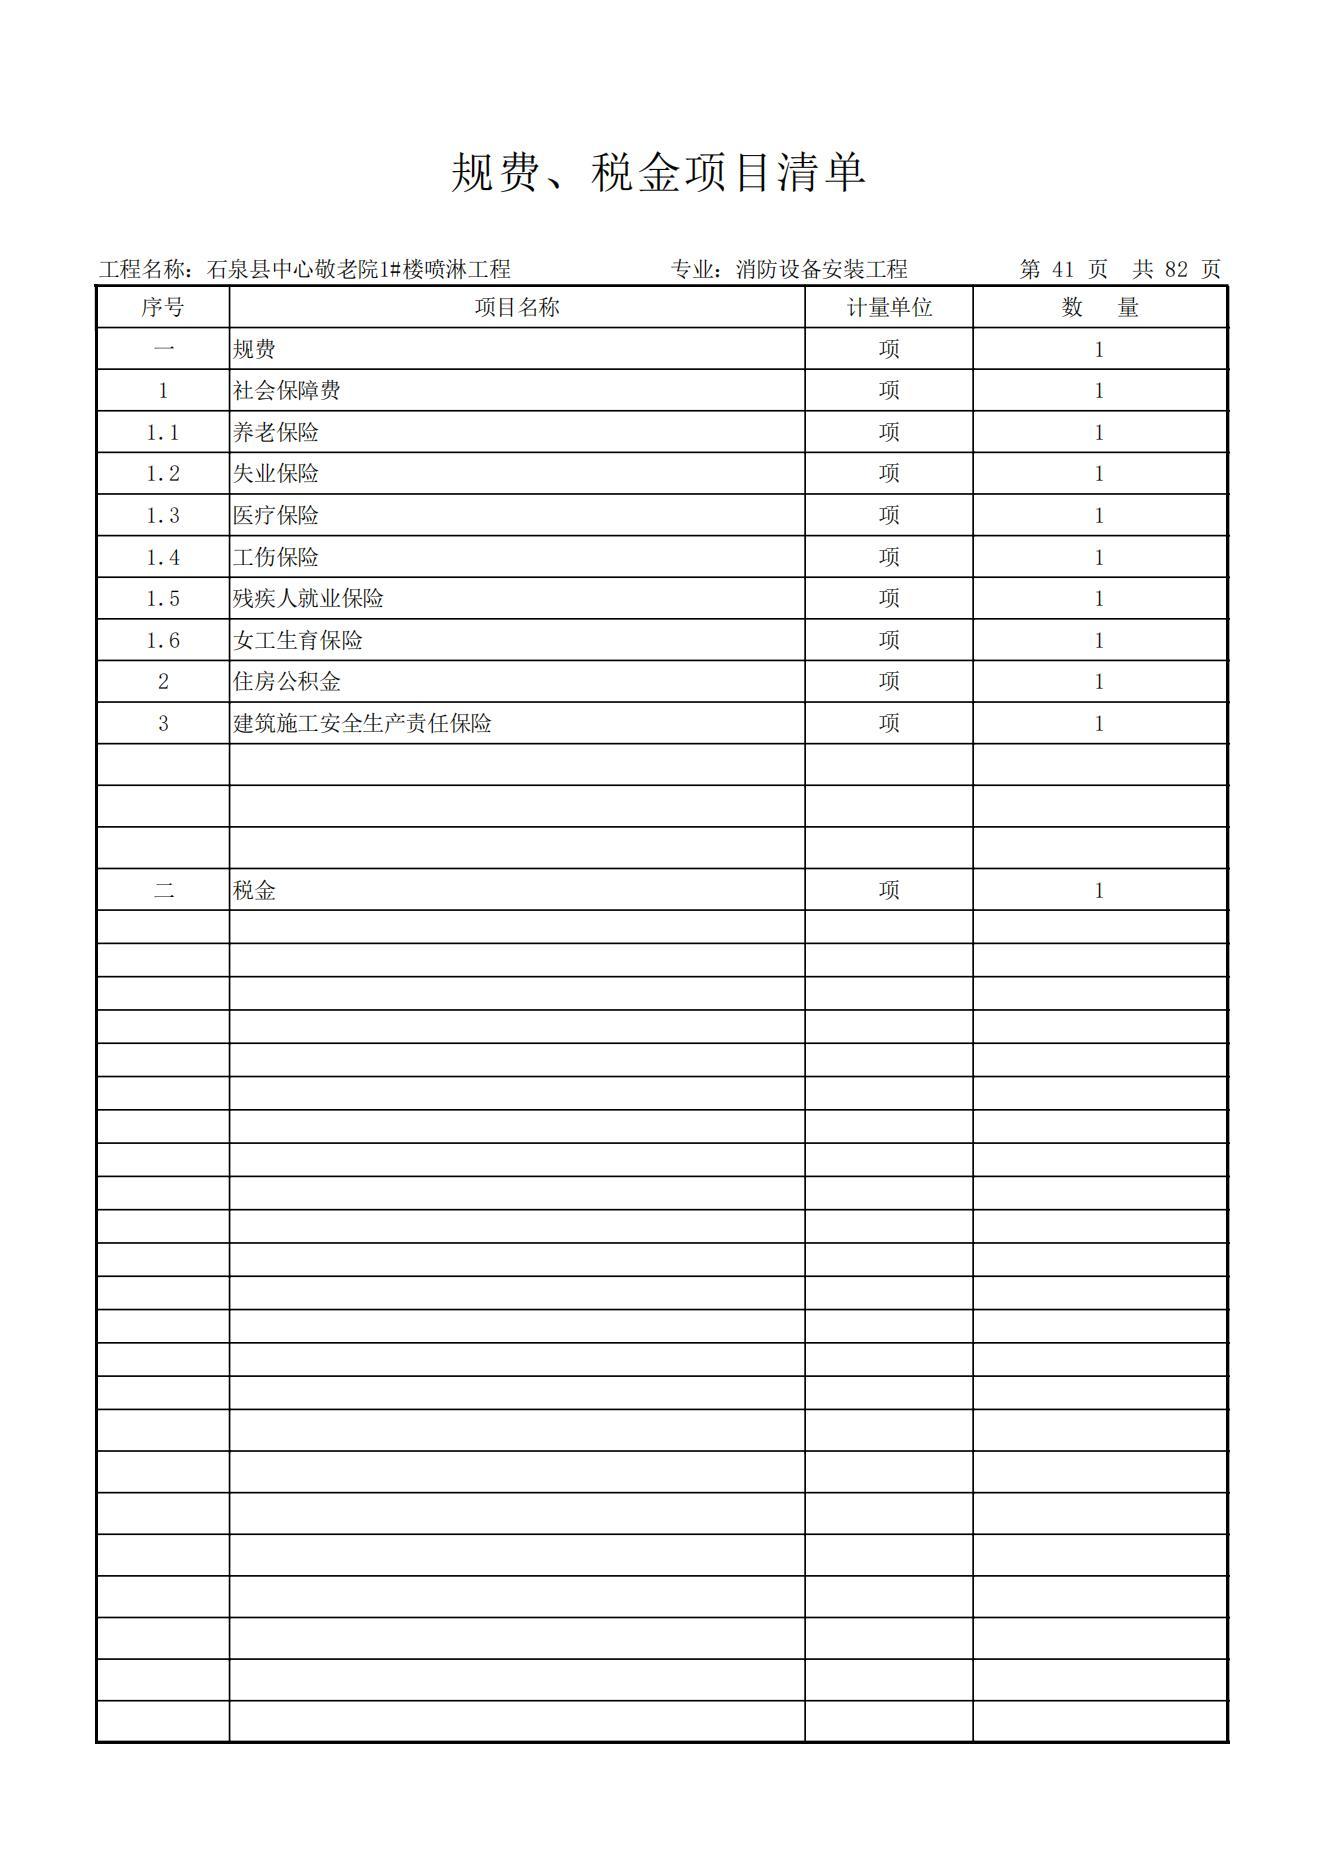 规费、税金项目清单
工程名称：石泉县中心敬老院1#楼喷淋工程 专业：消防设备安装工程 第 41 页 共 82 页
序号 项目名称 计量单位 数 量
一 规费 项 1
1 社会保障费 项 1
1.1 养老保险 项 1
1.2 失业保险 项 1
1.3 医疗保险 项 1
1.4 工伤保险 项 1
1.5 残疾人就业保险 项 1
1.6 女工生育保险 项 1
2 住房公积金 项 1
3 建筑施工安全生产责任保险 项 1
二 税金 项 1